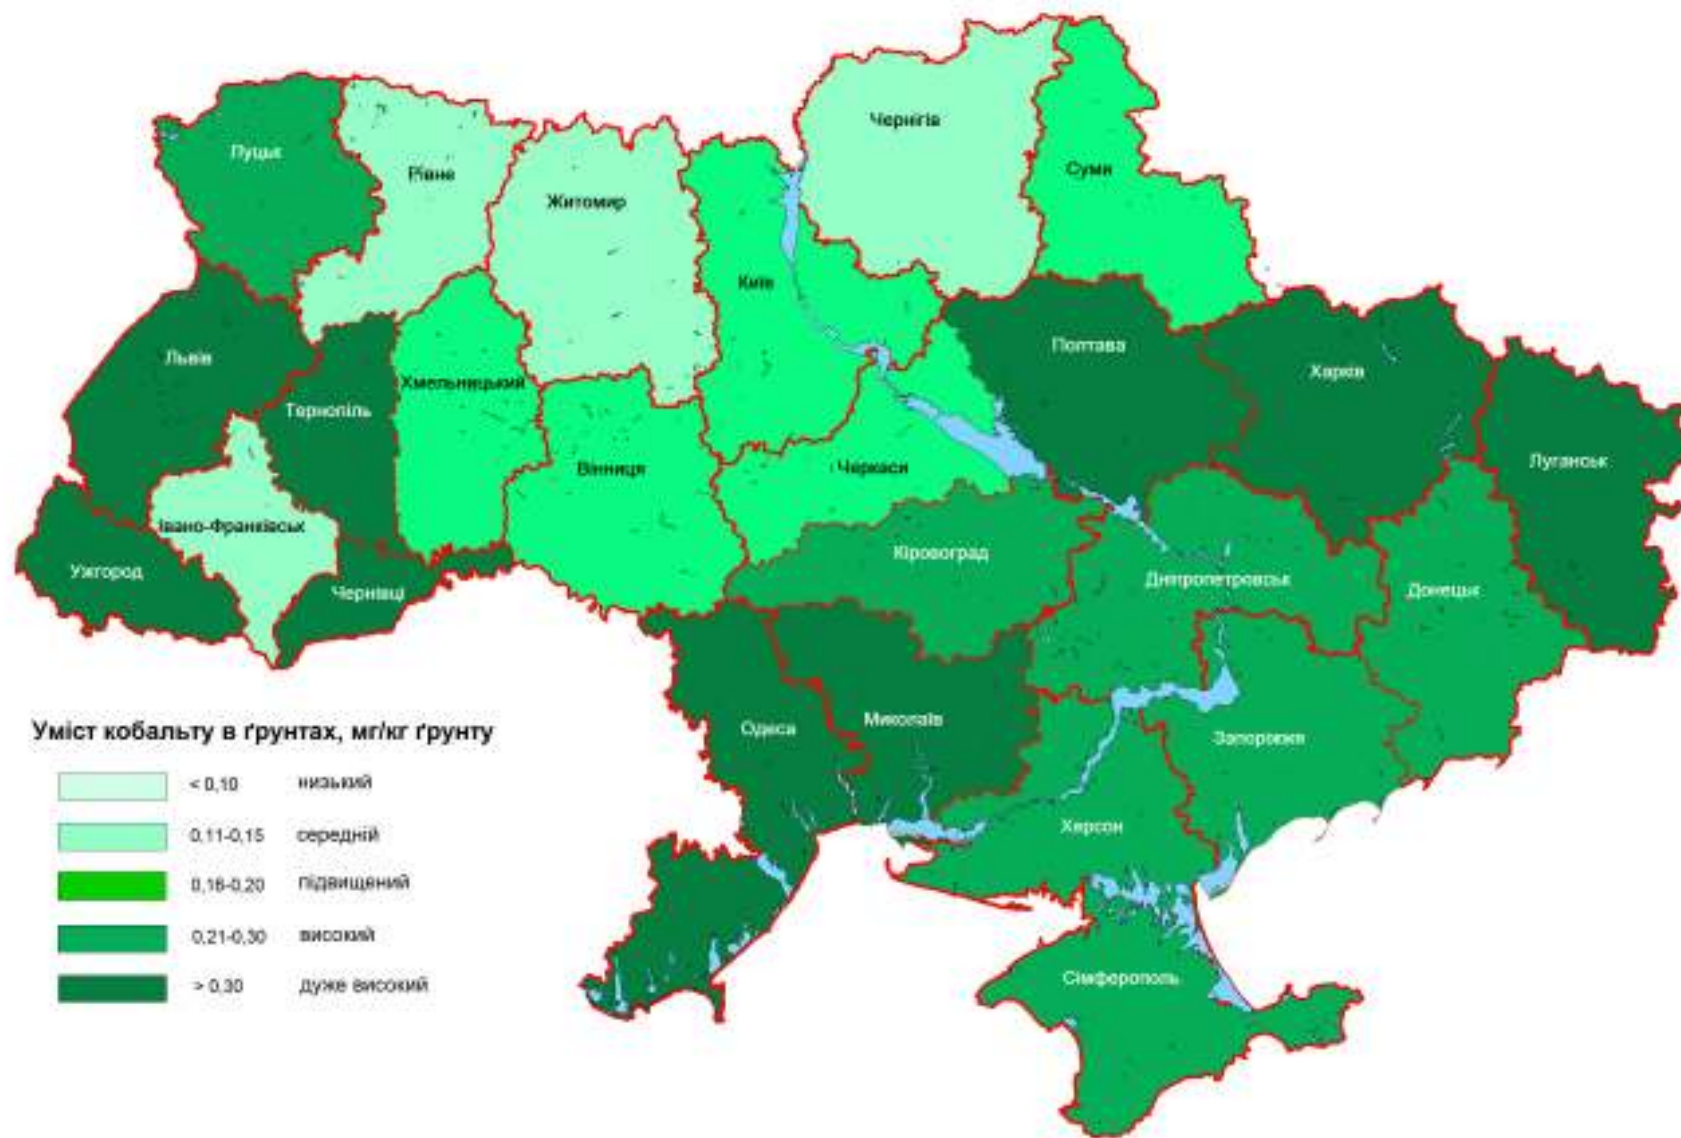 Чернігів
Суми
Луцьк
Рівне
Житомир
Київ
Львів
Полтава
Харків
Тернопіль
Хмельницький
Вінниця
Черкаси
Луганськ
Івано-Франківськ
Ужгород
Чернівці
Кіровоград
Дніпропетровськ
Донецьк
Одеса
Миколаїв
Запоріжжя
Херсон
Сімферополь
Уміст кобальту в ґрунтах, мг/кг ґрунту
< 0,10 низький
0,11-0,15 середній
0,16-0,20 підвищений
0,21-0,30 високий
> 0,30 дуже високий